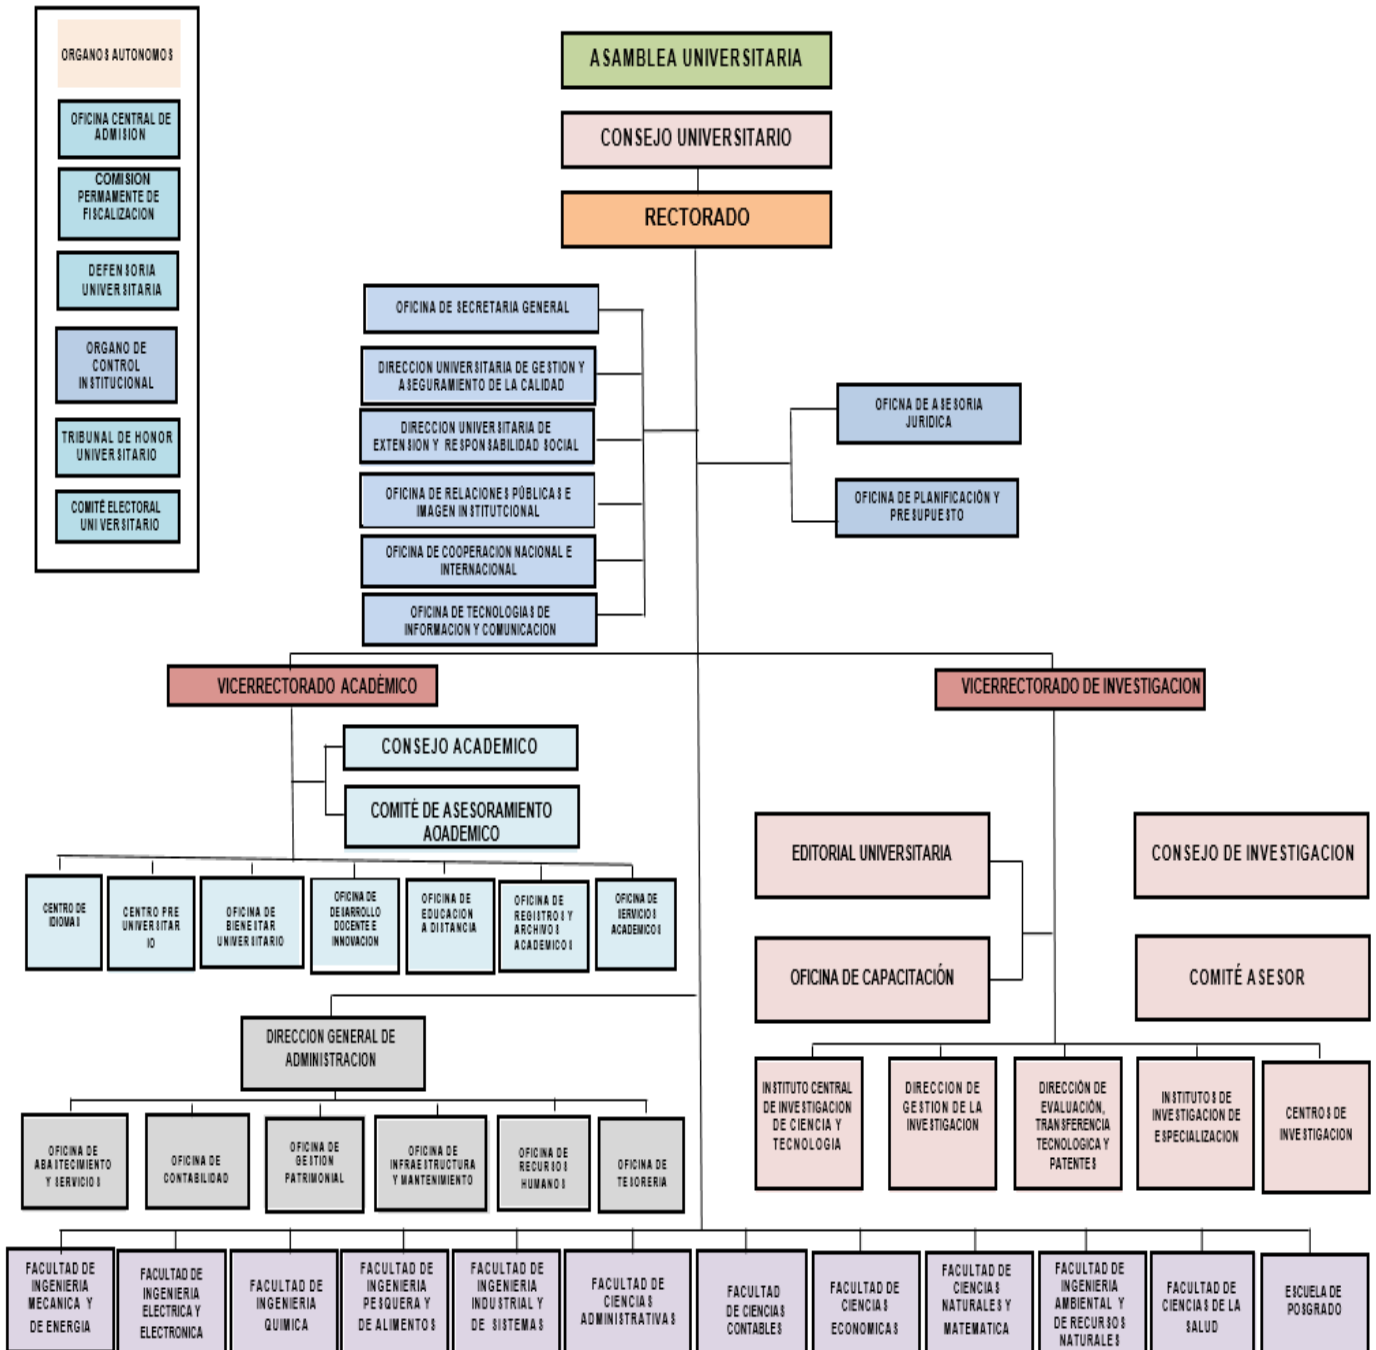 ORGANOS AUTONOMOS
OFICINA CENTRAL DE
ADMISION
COMISION
PERMAMENTE DE
FISCALIZACION
DEFENSORIA
UNIVERSITARIA
ORGANO DE
CONTROL
INSTITUCIONAL
TRIBUNAL DE HONOR
UNIVERSITARIO
COMITÉ ELECTORAL
UNIVERSITARIO
ASAMBLEA UNIVERSITARIA
CONSEJO UNIVERSITARIO
RECTORADO
OFICINA DE SECRETARIA GENERAL
DIRECCION UNIVERSITARIA DE GESTION Y
ASEGURAMIENTO DE LA CALIDAD
DIRECCION UNIVERSITARIA DE
EXTENSION Y RESPONSABILIDAD SOCIAL
OFICINA DE RELACIONES PÚBLICAS E
IMAGEN INSTITUTCIONAL
OFICINA DE COOPERACION NACIONAL E
INTERNACIONAL
OFICINA DE TECNOLOGIAS DE
INFORMACION Y COMUNICACION
OFICNA DE ASESORIA
JURIDICA
OFICINA DE PLANIFICACIÓN Y
PRESUPUESTO
VICERRECTORADO ACADÉMICO
VICERRECTORADO DE INVESTIGACION
CONSEJO ACADEMICO
COMITÉ DE ASESORAMIENTO
AOADEMICO
CENTRO DE
IDIOMAS
CENTRO PRE
UNIVERSITAR
IO
OFICINA DE
BIENESTAR
UNIVERSITARIO
OFICINA DE
DESARROLLO
DOCENTE E
INNOVACION
OFICINA DE
EDUCACION
A DISTANCIA
OFICINA DE
REGISTROS Y
ARCHIVOS
ACADEMICOS
OFICINA DE
SERVICIOS
ACADEMICOS
EDITORIAL UNIVERSITARIA
CONSEJO DE INVESTIGACION
OFICINA DE CAPACITACIÓN
COMITÉ ASESOR
DIRECCION GENERAL DE
ADMINISTRACION
INSTITUTO CENTRAL
DE INVESTIGACION
DE CIENCIA Y
TECNOLOGIA
DIRECCION DE
GESTION DE LA
INVESTIGACION
DIRECCIÓN DE
EVALUACIÓN,
TRANSFERENCIA
TECNOLOGICA Y
PATENTES
INSTITUTOS DE
INVESTIGACION DE
ESPECIALIZACION
CENTROS DE
INVESTIGACION
OFICINA DE
ABASTECIMIENTO
Y SERVICIOS
OFICINA DE
CONTABILIDAD
OFICINA DE
GESTION
PATRIMONIAL
OFICINA DE
INFRAESTRUCTURA
Y MANTENIMIENTO
OFICINA DE
RECURSOS
HUMANOS
OFICINA DE
TESORERIA
FACULTAD DE
INGENIERIA
MECANICA Y
DE ENERGIA
FACULTAD DE
INGENIERIA
ELECTRICA Y
ELECTRONICA
FACULTAD DE
INGENIERIA
QUIMICA
FACULTAD DE
INGENIERIA
PESQUERA Y
DE ALIMENTOS
FACULTAD DE
INGENIERIA
INDUSTRIAL Y
DE SISTEMAS
FACULTAD DE
CIENCIAS
ADMINISTRATIVAS
FACULTAD
DE CIENCIAS
CONTABLES
FACULTAD DE
CIENCIAS
ECONOMICAS
FACULTAD DE
CIENCIAS
NATURALES Y
MATEMATICA
FACULTAD DE
INGENIERIA
AMBIENTAL Y
DE RECURSOS
NATURALES
FACULTAD DE
CIENCIAS DE LA
SALUD
ESCUELA DE
POSGRADO